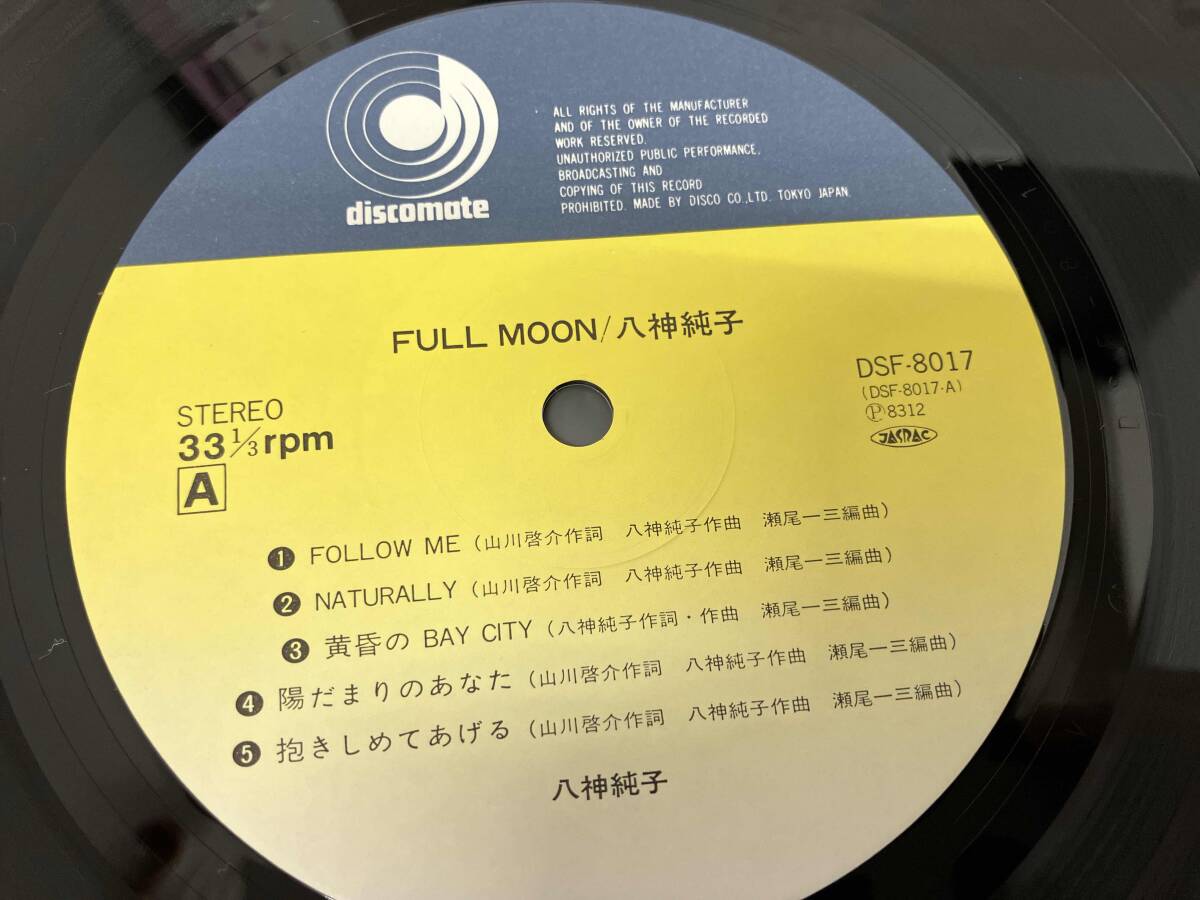 discomate
ALL RIGHTS OF THE MANUFACTURER
AND OF THE OWNER OF THE RECORDED
WORK RESERVED.
UNAUTHORIZED PUBLIC PERFORMANCE,
BROADCASTING AND
COPYING OF THIS RECORD
PROHIBITED. MADE BY DISCO CO.,LTD. TOKYO JAPAN.
FULL MOON/八神純子
STEREO
33 1/3 rpm
A
DSF-8017
(DSF-8017-A)
Ⓟ8312
JASRAC
❶ FOLLOW ME (山川啓介作詞 八神純子作曲 瀬尾一三編曲)
❷ NATURALLY (山川啓介作詞 八神純子作曲 瀬尾一三編曲)
❸ 黄昏の BAY CITY (八神純子作詞・作曲 瀬尾一三編曲)
❹ 陽だまりのあなた (山川啓介作詞 八神純子作曲 瀬尾一三編曲)
❺ 抱きしめてあげる (山川啓介作詞 八神純子作曲 瀬尾一三編曲)
八神純子